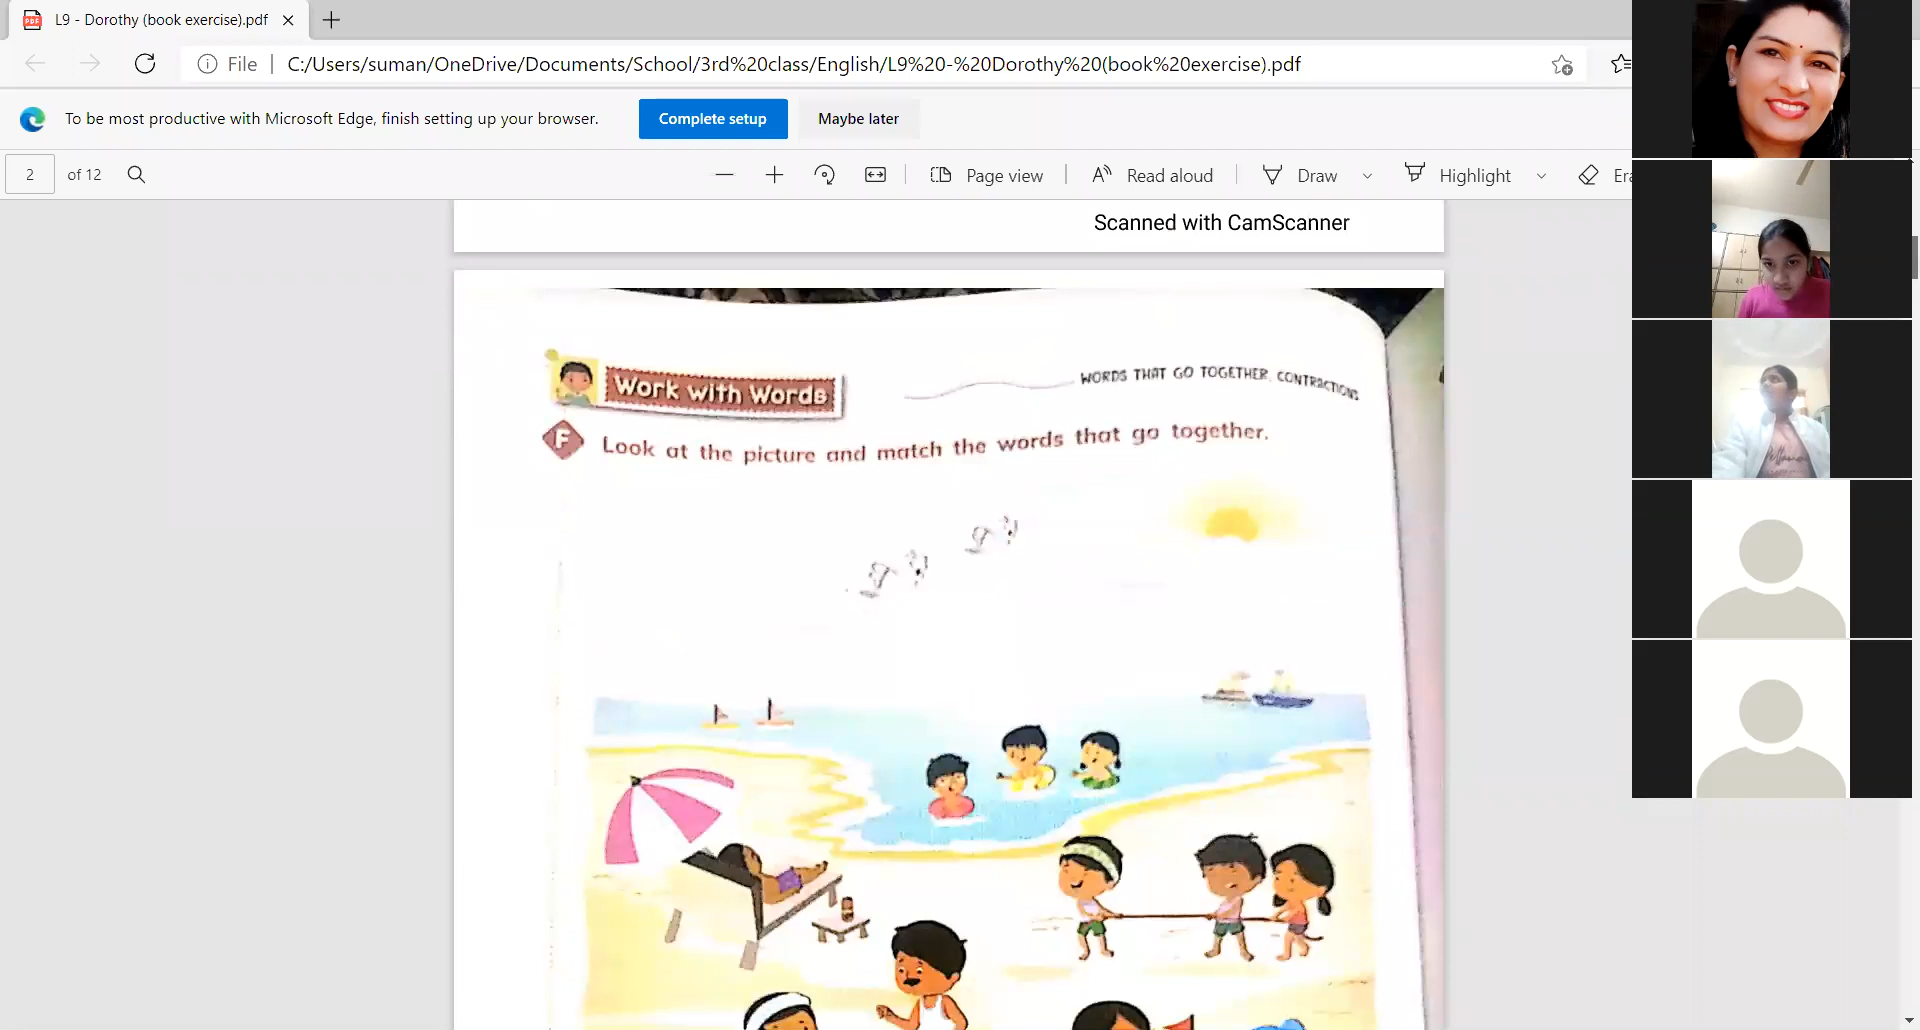 L9 - Dorothy (book exercise).pdf
File
C:/Users/suman/OneDrive/Documents/School/3rd%20class/English/L9%20-%20Dorothy%20(book%20exercise).pdf
To be most productive with Microsoft Edge, finish setting up your browser.
Complete setup
Maybe later
2
of 12
Page view
Read aloud
Draw
Highlight
Scanned with CamScanner
Work with Words
WORDS THAT GO TOGETHER, CONTRACTIONS
F
Look at the picture and match the words that go together.